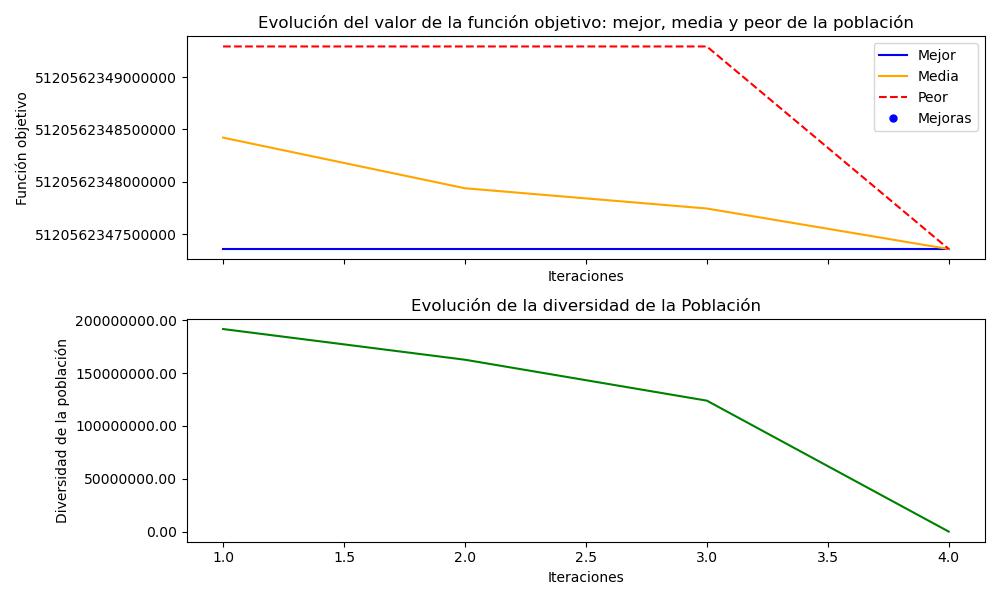 Evolución del valor de la función objetivo: mejor, media y peor de la población
Función objetivo
5120562349000000
5120562348500000
5120562348000000
5120562347500000
Mejor
Media
Peor
Mejoras
Iteraciones
Evolución de la diversidad de la Población
Diversidad de la población
200000000.00
150000000.00
100000000.00
50000000.00
0.00
1.0 1.5 2.0 2.5 3.0 3.5 4.0
Iteraciones